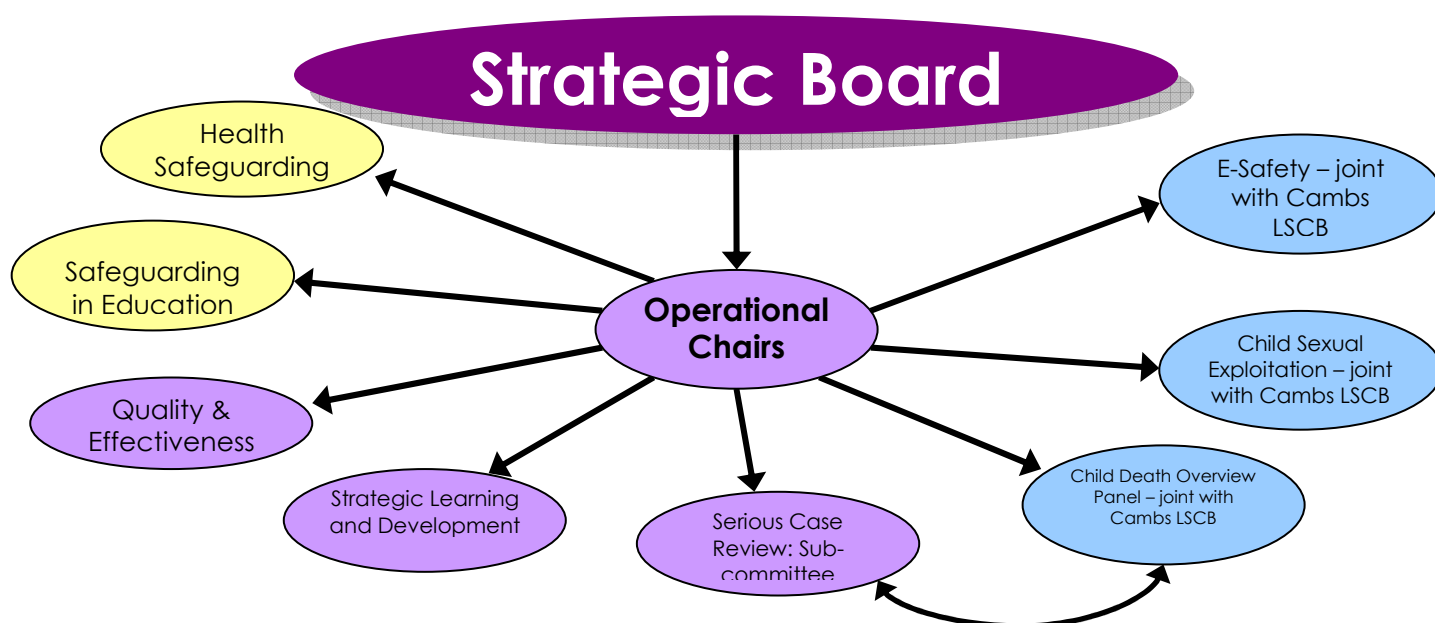 Strategic Board
Health
Safeguarding
E-Safety – joint
with Cambs
LSCB
Safeguarding
in Education
Operational
Chairs
Child Sexual
Exploitation – joint
with Cambs LSCB
Quality &
Effectiveness
Strategic Learning
and Development
Serious Case
Review: Sub-
committee
Child Death Overview
Panel – joint with
Cambs LSCB